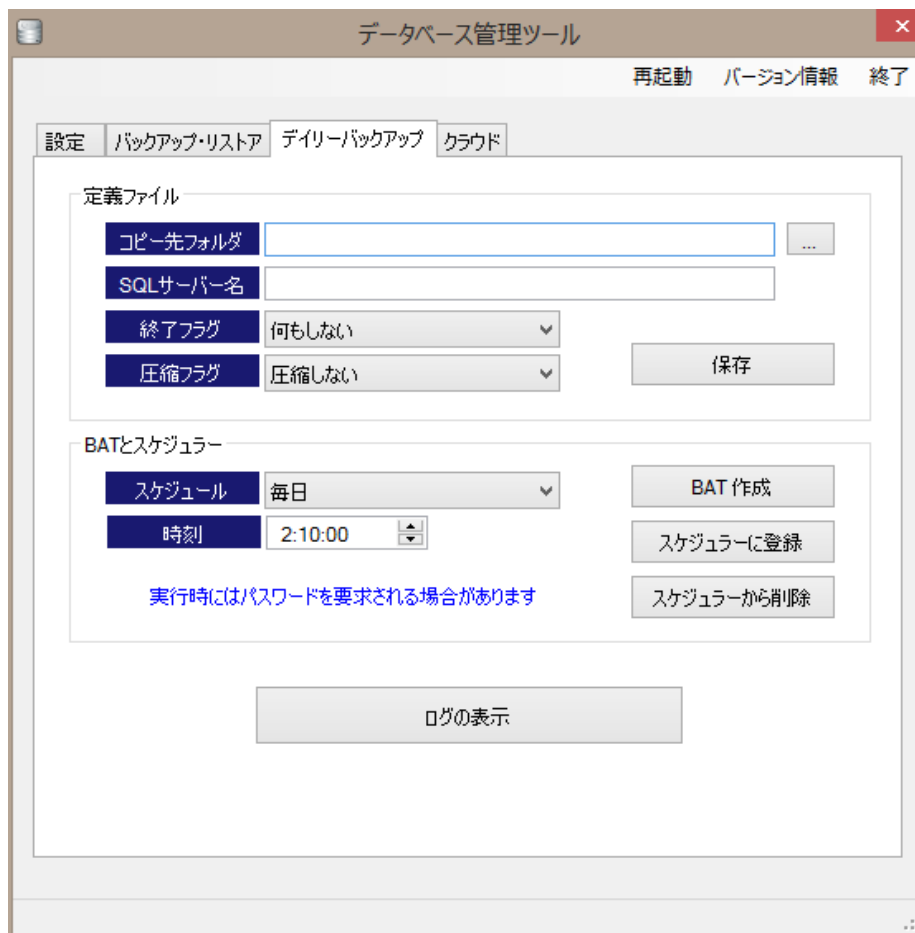 データベース管理ツール
再起動 バージョン情報 終了
設定 バックアップ・リストア デイリーバックアップ クラウド
定義ファイル
コピー先フォルダ ...
SQLサーバー名
終了フラグ 何もしない
圧縮フラグ 圧縮しない 保存
BATとスケジュラー
スケジュール 毎日 BAT 作成
時刻 2:10:00 スケジュラーに登録
実行時にはパスワードを要求される場合があります スケジュラーから削除
ログの表示